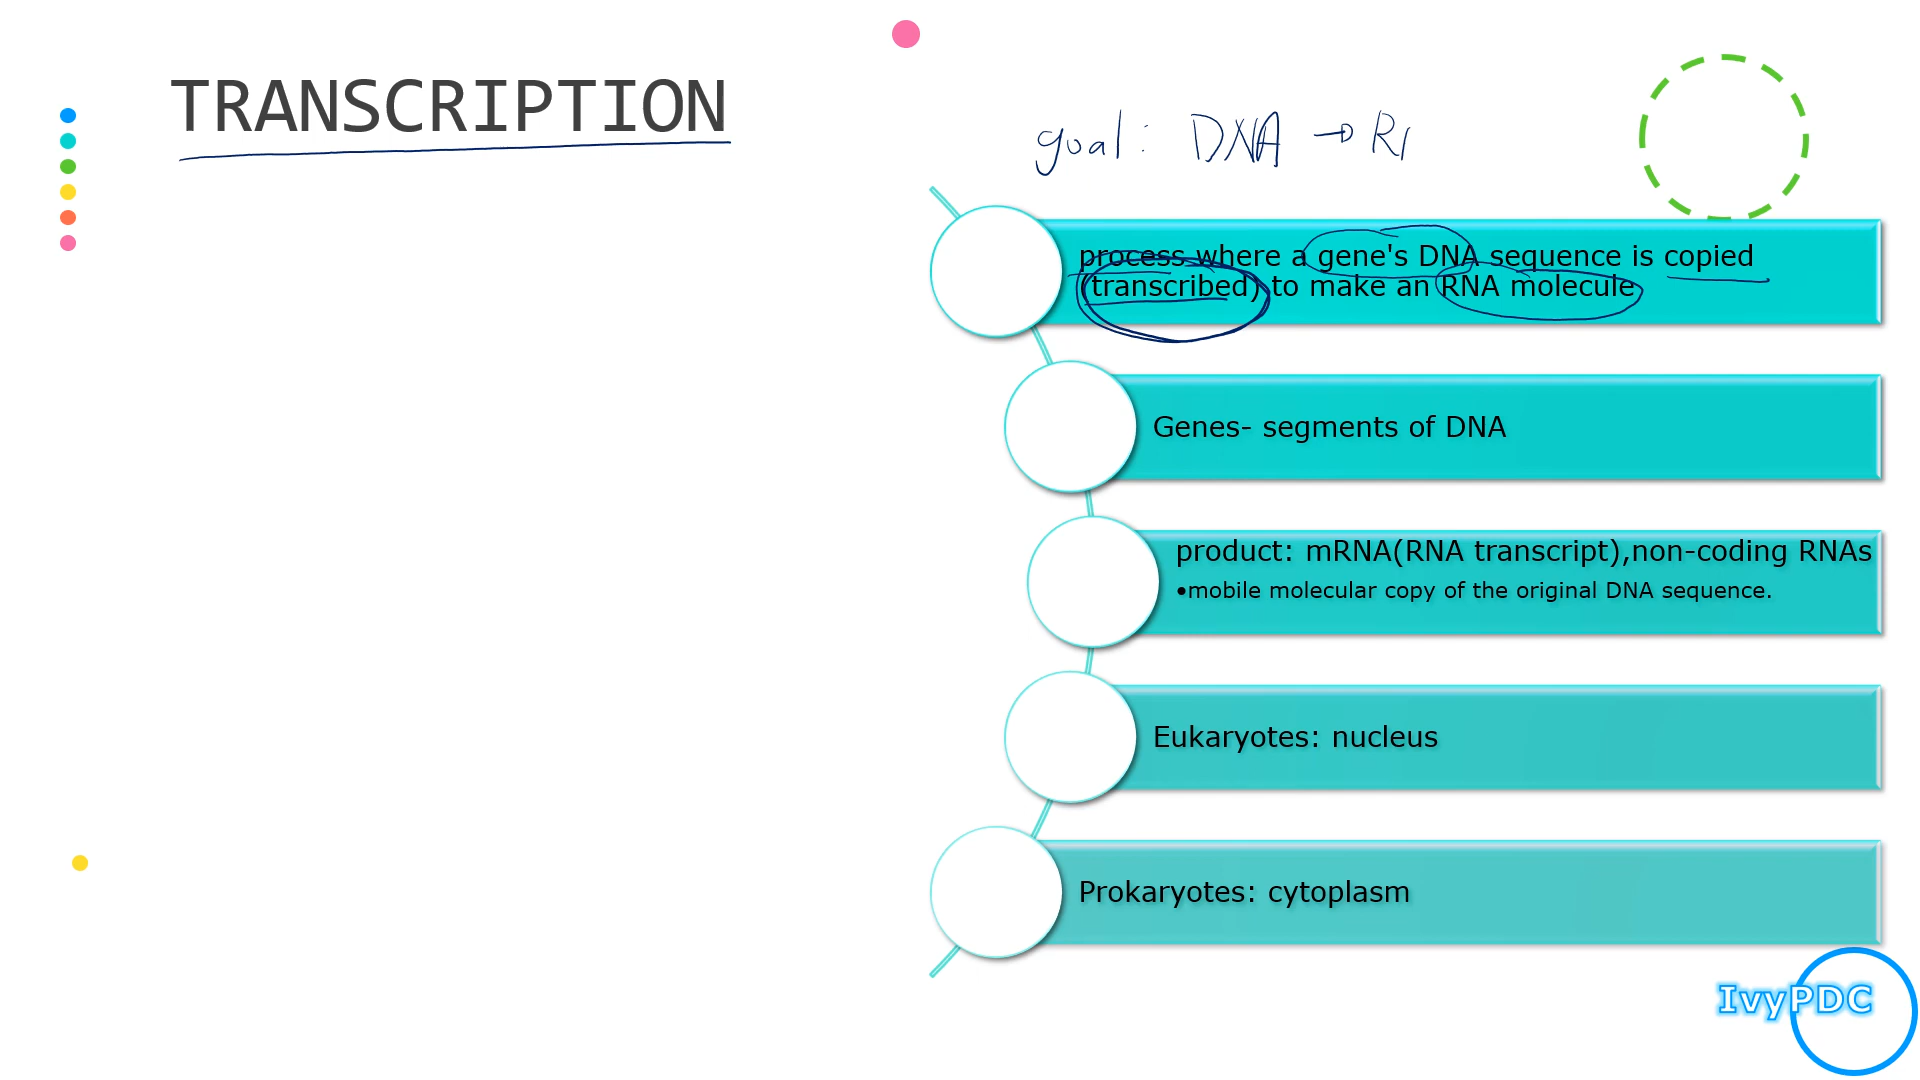 TRANSCRIPTION
goal: DNA → R
process where a gene's DNA sequence is copied
(transcribed) to make an RNA molecule
Genes- segments of DNA
product: mRNA(RNA transcript),non-coding RNAs
•mobile molecular copy of the original DNA sequence.
Eukaryotes: nucleus
Prokaryotes: cytoplasm
IvyPDC